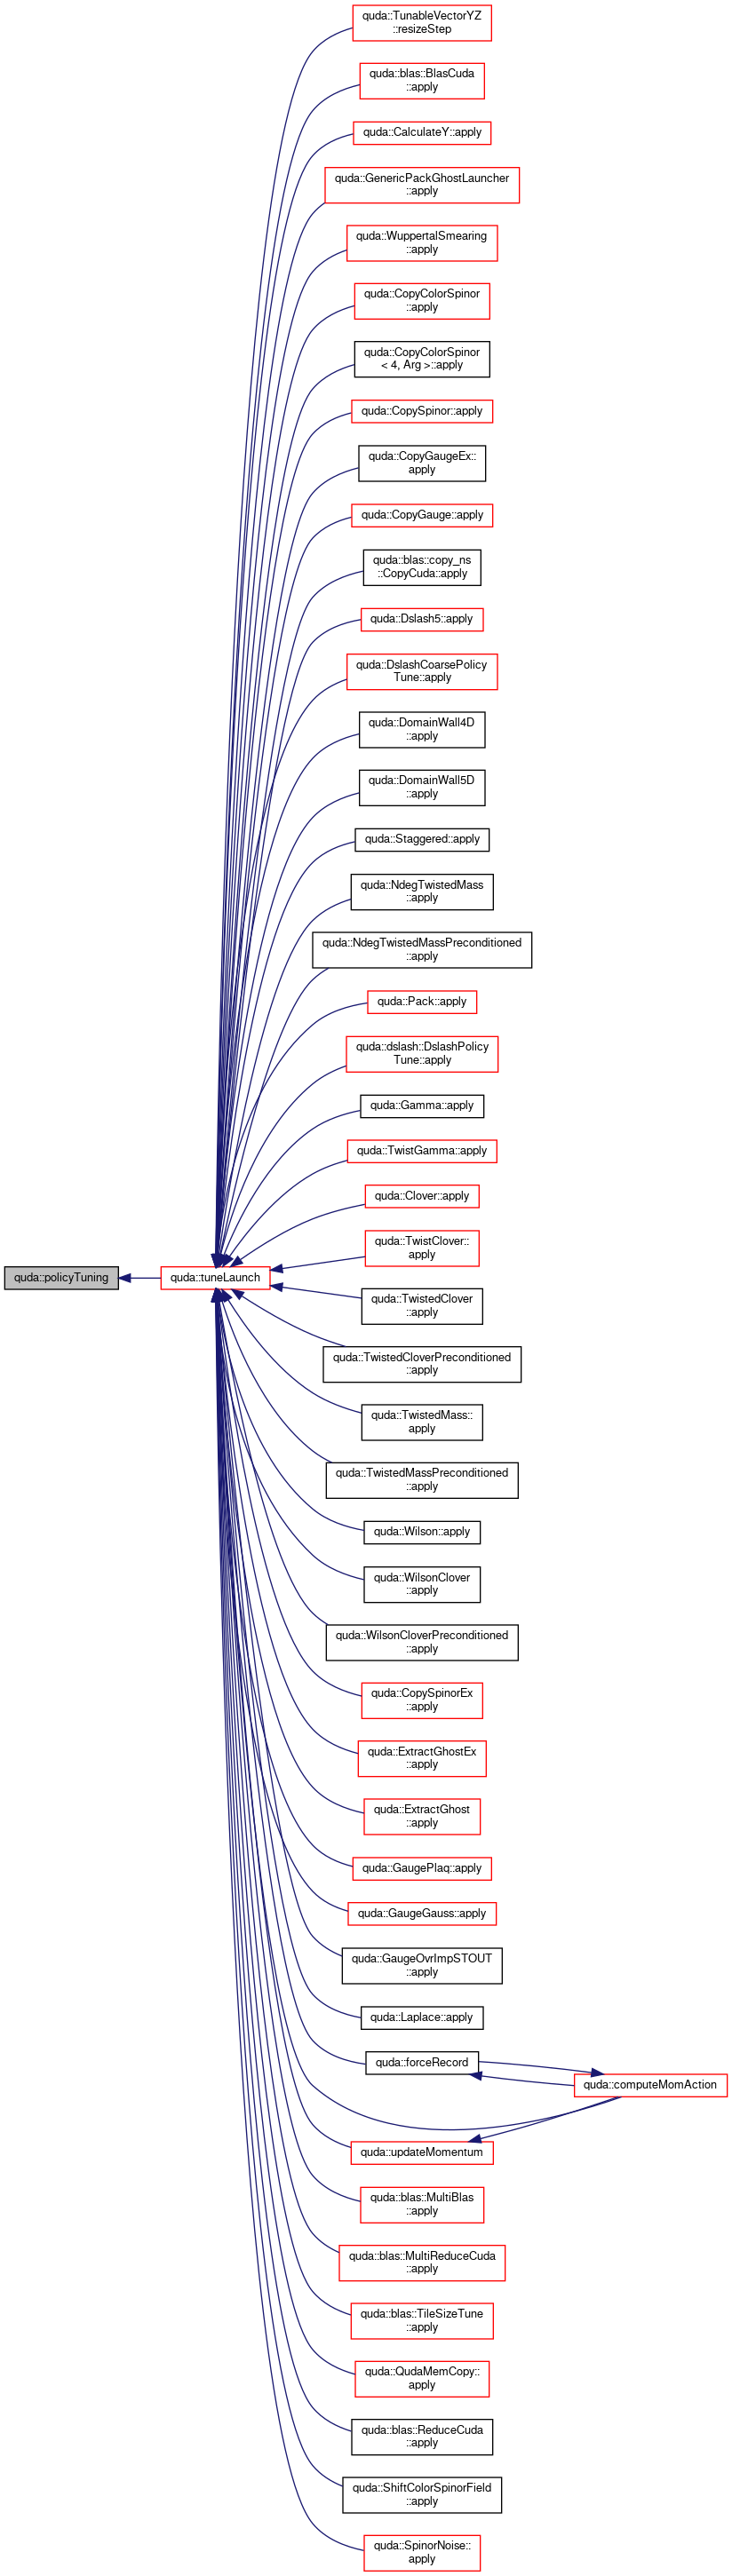 quda::TunableVectorYZ
::resizeStep
quda::blas::BlasCuda
::apply
quda::CalculateY::apply
quda::GenericPackGhostLauncher
::apply
quda::WuppertalSmearing
::apply
quda::CopyColorSpinor
::apply
quda::CopyColorSpinor
< 4, Arg >::apply
quda::CopySpinor::apply
quda::CopyGaugeEx::
apply
quda::CopyGauge::apply
quda::blas::copy_ns
::CopyCuda::apply
quda::Dslash5::apply
quda::DslashCoarsePolicy
Tune::apply
quda::DomainWall4D
::apply
quda::DomainWall5D
::apply
quda::Staggered::apply
quda::NdegTwistedMass
::apply
quda::NdegTwistedMassPreconditioned
::apply
quda::Pack::apply
quda::dslash::DslashPolicy
Tune::apply
quda::Gamma::apply
quda::TwistGamma::apply
quda::Clover::apply
quda::TwistClover::
apply
quda::policyTuning
quda::tuneLaunch
quda::TwistedClover
::apply
quda::TwistedCloverPreconditioned
::apply
quda::TwistedMass::
apply
quda::TwistedMassPreconditioned
::apply
quda::Wilson::apply
quda::WilsonClover
::apply
quda::WilsonCloverPreconditioned
::apply
quda::CopySpinorEx
::apply
quda::ExtractGhostEx
::apply
quda::ExtractGhost
::apply
quda::GaugePlaq::apply
quda::GaugeGauss::apply
quda::GaugeOvrImpSTOUT
::apply
quda::Laplace::apply
quda::forceRecord
quda::computeMomAction
quda::updateMomentum
quda::blas::MultiBlas
::apply
quda::blas::MultiReduceCuda
::apply
quda::blas::TileSizeTune
::apply
quda::QudaMemCopy::
apply
quda::blas::ReduceCuda
::apply
quda::ShiftColorSpinorField
::apply
quda::SpinorNoise::
apply